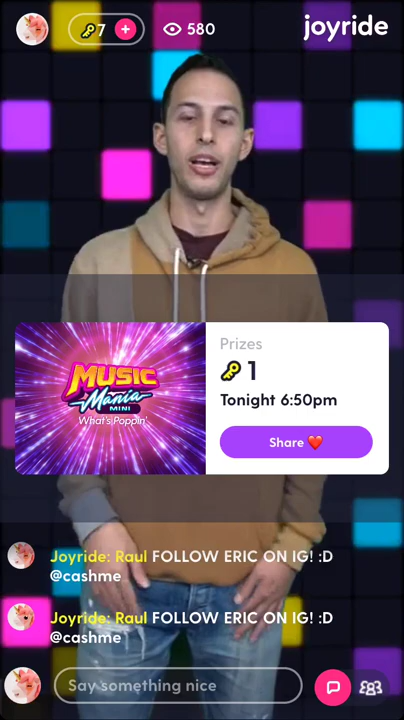 7
580
joyride
Prizes
1
MUSIC
Mania
MINI
What's Poppin'
Tonight 6:50pm
Share ❤️
Joyride: Raul FOLLOW ERIC ON IG! :D
@cashme
Joyride: Raul FOLLOW ERIC ON IG! :D
@cashme
Say something nice